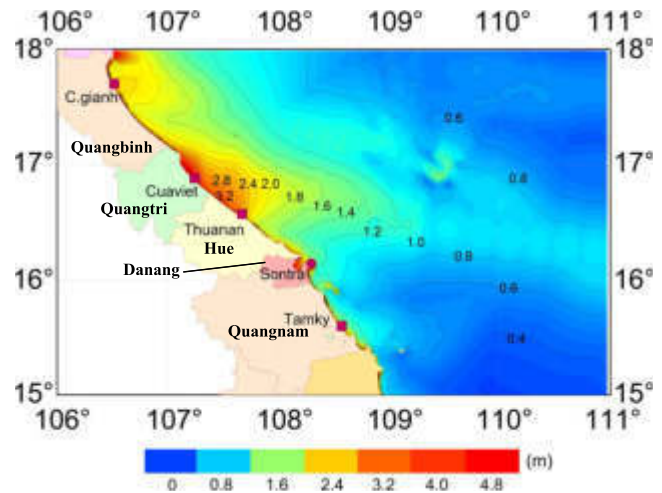 106° 107° 108° 109° 110° 111°
18° 18°
C.gianh
0.6
Quangbinh
17° 17°
Cuaviet 2.8 2.4 2.0 0.8
3.2 1.8 1.6 1.4
Quangtri
1.2
Thuanan
Hue 1.0
0.8
Danang
Sontra
16° 16°
0.6
Tamky
Quangnam
0.4
15° 15°
106° 107° 108° 109° 110° 111°
(m)
0 0.8 1.6 2.4 3.2 4.0 4.8